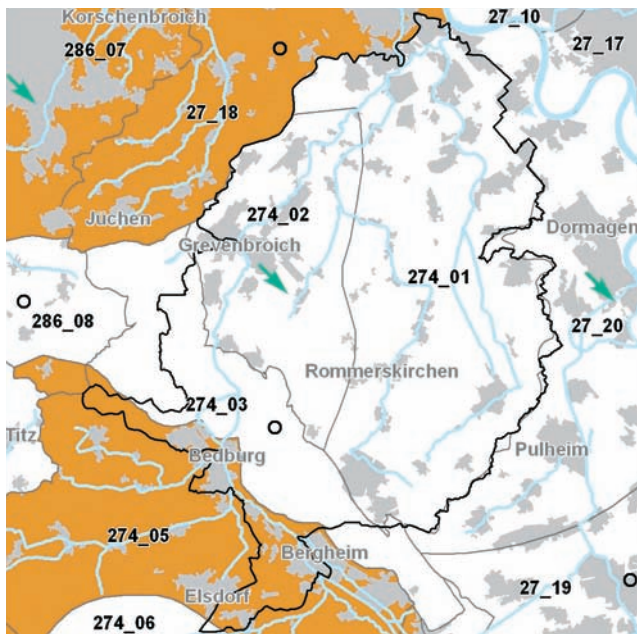 Korschenbroich
27_10
286_07
27_17
27_18
Juchen
274_02
Dormagen
Grevenbroich
274_01
286_08
27_20
Rommerskirchen
274_03
Titz
Bedburg
Pulheim
274_05
Bergheim
27_19
Elsdorf
274_06